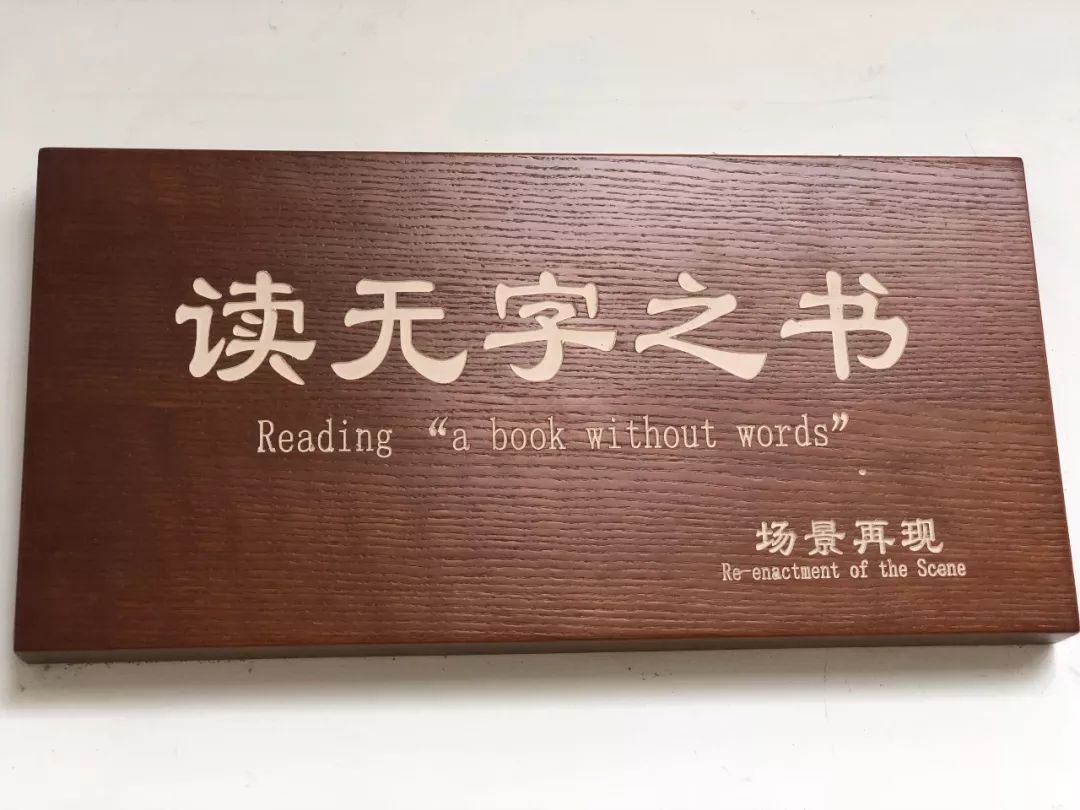 读无字之书
Reading “a book without words”
场景再现
Re-enactment of the Scene